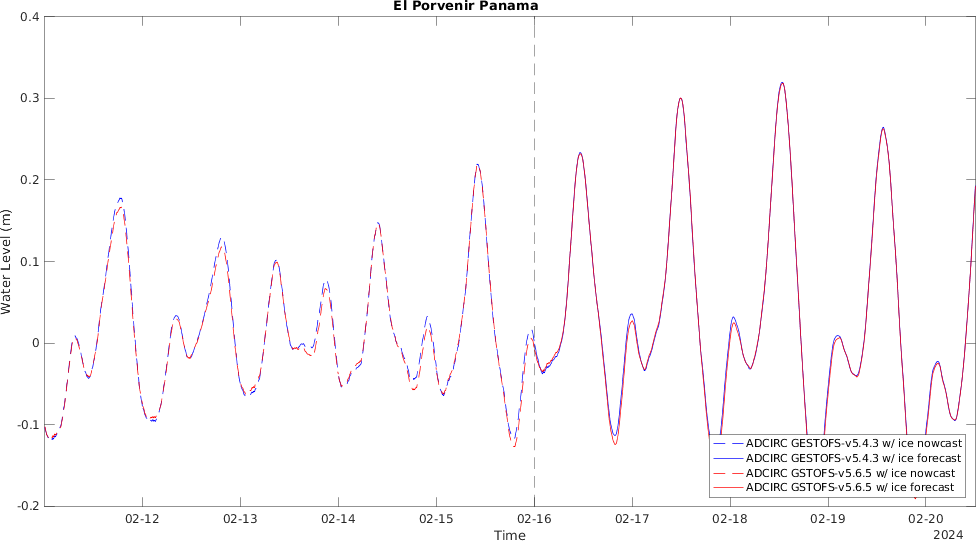 El Porvenir Panama
0.4
0.3
0.2
0.1
0
-0.1
-0.2
Water Level (m)
ADCIRC GESTOFS-v5.4.3 w/ ice nowcast
ADCIRC GESTOFS-v5.4.3 w/ ice forecast
ADCIRC GSTOFS-v5.6.5 w/ ice nowcast
ADCIRC GSTOFS-v5.6.5 w/ ice forecast
02-12 02-13 02-14 02-15 02-16 02-17 02-18 02-19 02-20
Time
2024